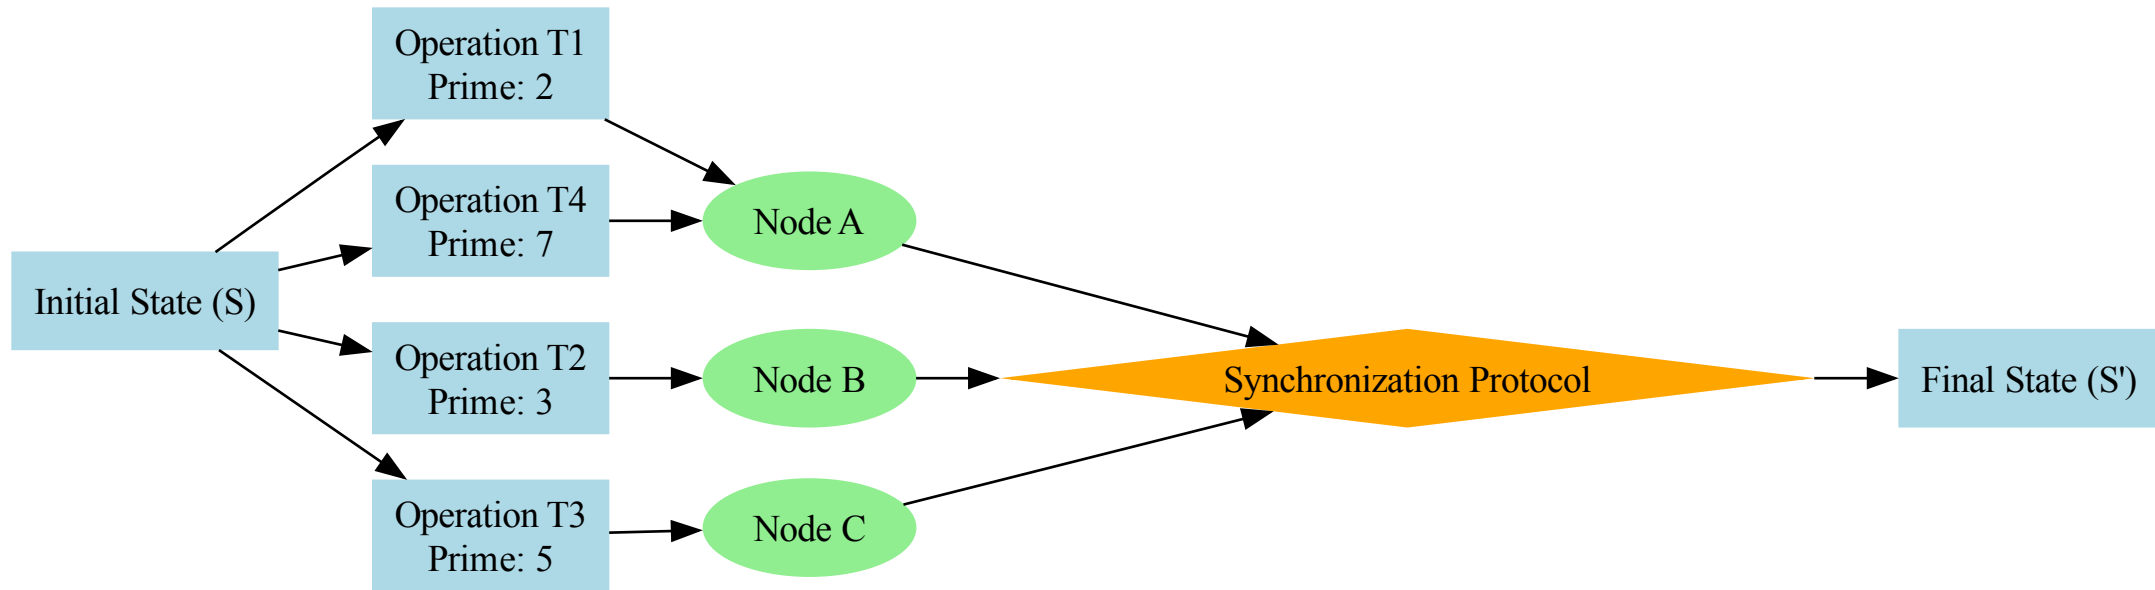 Initial State (S)
Operation T1
Prime: 2
Operation T4
Prime: 7
Operation T2
Prime: 3
Operation T3
Prime: 5
Node A
Node B
Node C
Synchronization Protocol
Final State (S')